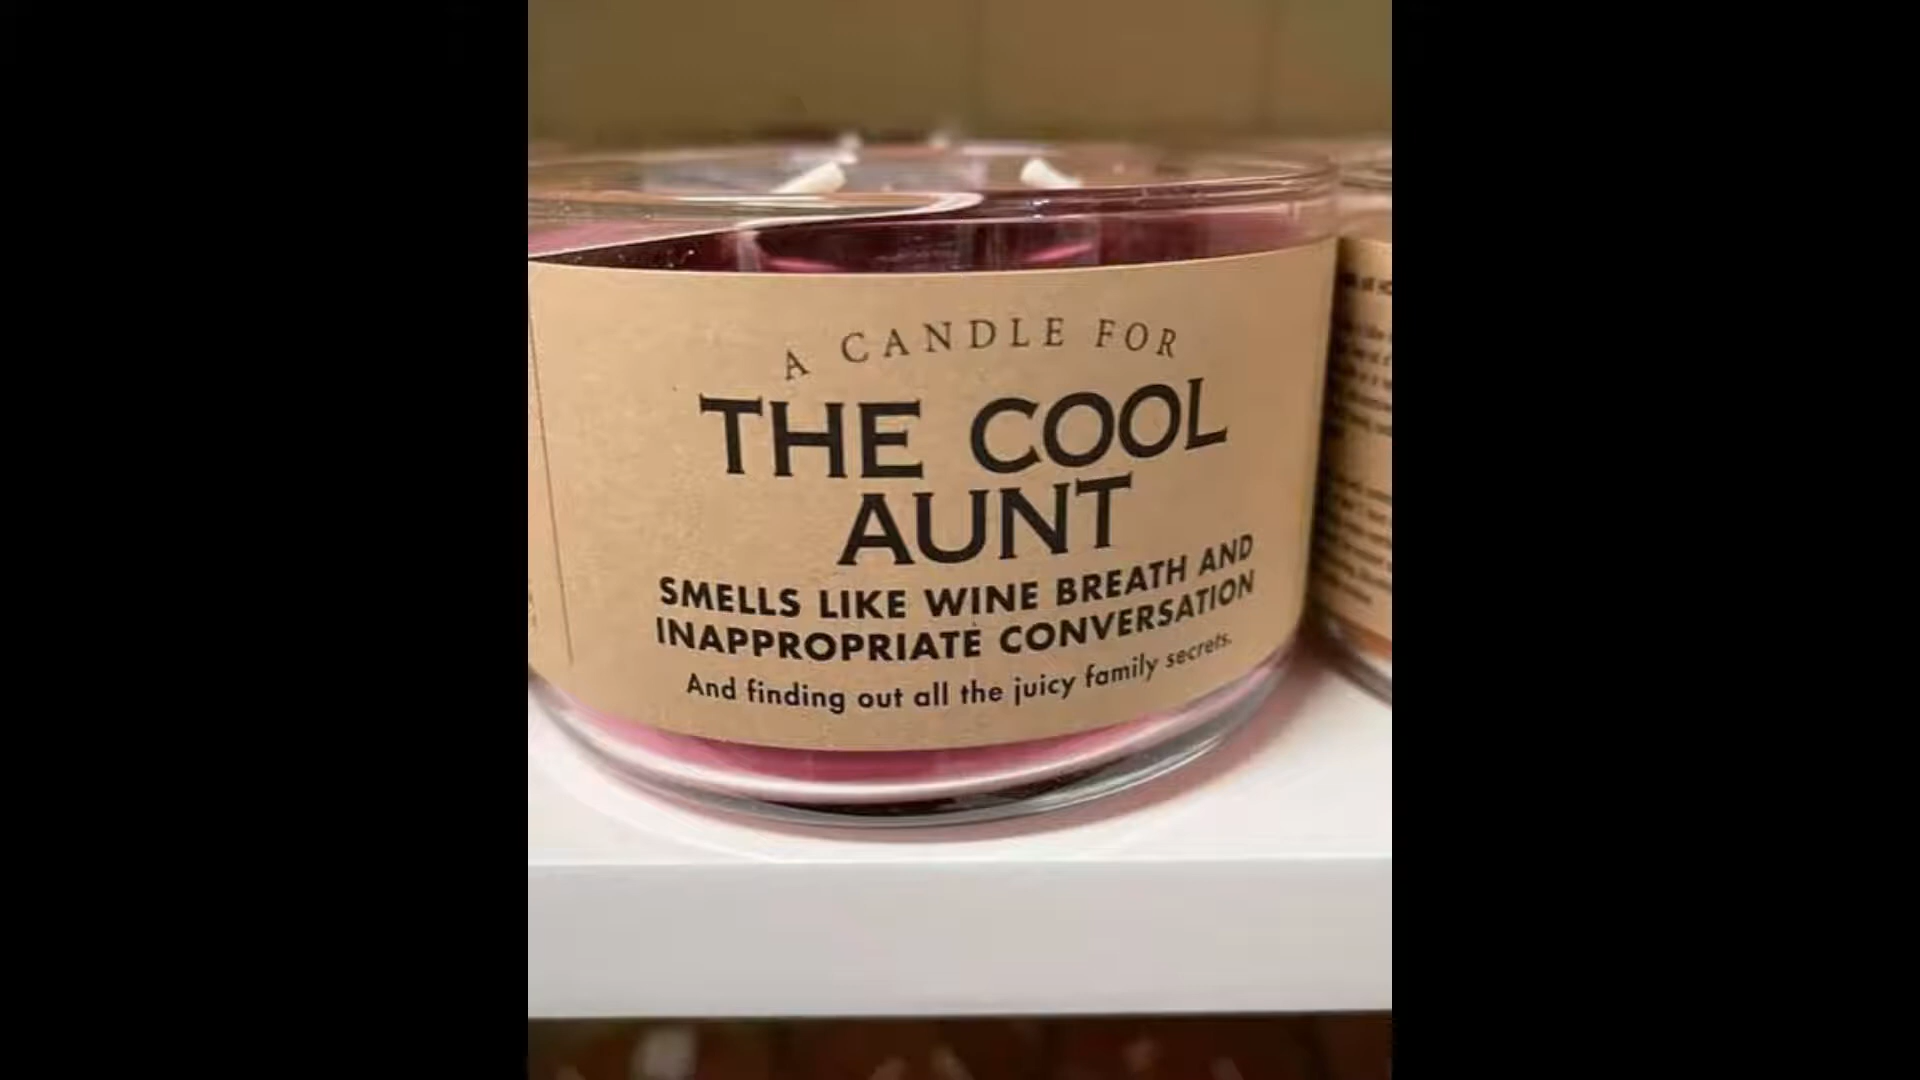 A CANDLE FOR
THE COOL
AUNT
SMELLS LIKE WINE BREATH AND
INAPPROPRIATE CONVERSATION
And finding out all the juicy family secrets.